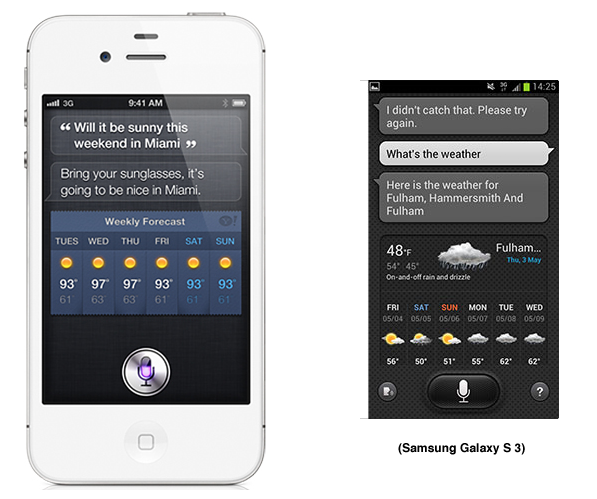 3G 9:41 AM
“ Will it be sunny this
weekend in Miami ”
Bring your sunglasses, it's
going to be nice in Miami.
Weekly Forecast Y!
TUES WED THU FRI SAT SUN
93° 97° 97° 93° 93° 93°
61° 63° 63° 61° 61° 61°
3G 14:25
I didn't catch that. Please try
again.
What's the weather
Here is the weather for
Fulham, Hammersmith And
Fulham
48°F Fulham...
54° 45° Thu, 3 May
On-and-off rain and drizzle
FRI SAT SUN MON TUE WED
05/04 05/05 05/06 05/07 05/08 05/09
56° 50° 51° 55° 62° 62°
?
(Samsung Galaxy S 3)